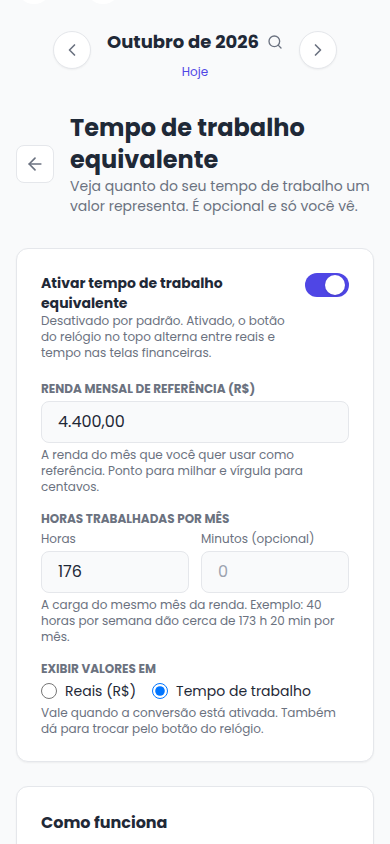 Outubro de 2026
Hoje
Tempo de trabalho
equivalente
Veja quanto do seu tempo de trabalho um
valor representa. É opcional e só você vê.
Ativar tempo de trabalho
equivalente
Desativado por padrão. Ativado, o botão
do relógio no topo alterna entre reais e
tempo nas telas financeiras.
RENDA MENSAL DE REFERÊNCIA (R$)
4.400,00
A renda do mês que você quer usar como
referência. Ponto para milhar e vírgula para
centavos.
HORAS TRABALHADAS POR MÊS
Horas
Minutos (opcional)
176
0
A carga do mesmo mês da renda. Exemplo: 40
horas por semana dão cerca de 173 h 20 min por
mês.
EXIBIR VALORES EM
Reais (R$)
Tempo de trabalho
Vale quando a conversão está ativada. Também
dá para trocar pelo botão do relógio.
Como funciona